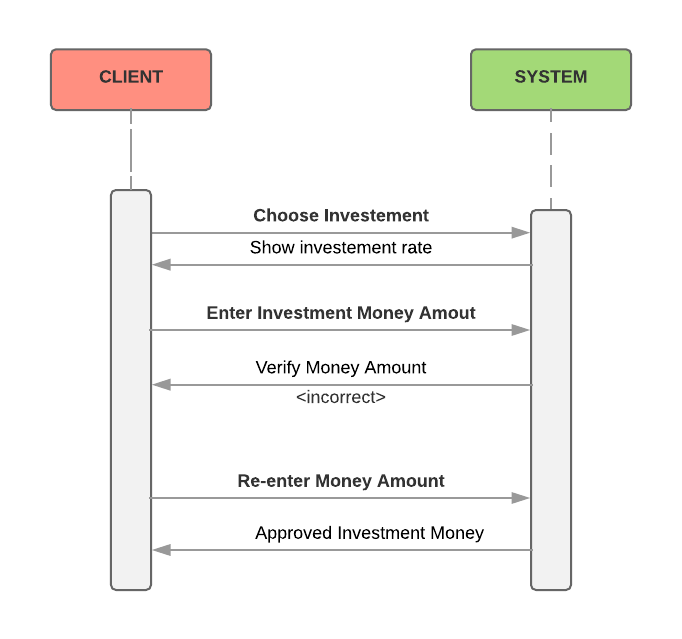 CLIENT
SYSTEM
Choose Investement
Show investement rate
Enter Investment Money Amout
Verify Money Amount
<incorrect>
Re-enter Money Amount
Approved Investment Money